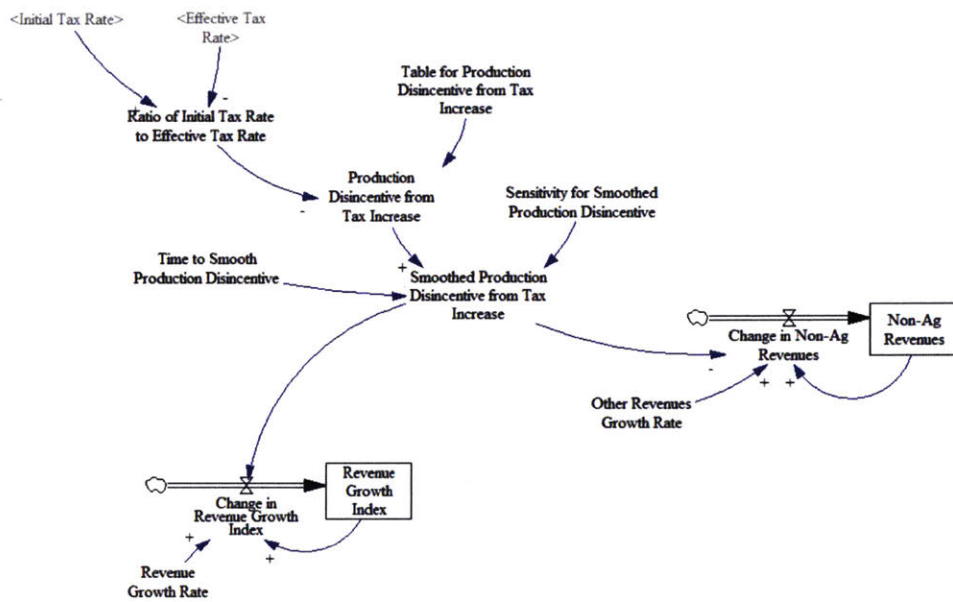 <Initial Tax Rate>
<Effective Tax
Rate>
+
-
Ratio of Initial Tax Rate
to Effective Tax Rate
Table for Production
Disincentive from Tax
Increase
Production
Disincentive from
Tax Increase
-
Sensitivity for Smoothed
Production Disincentive
Time to Smooth
Production Disincentive
+
Smoothed Production
Disincentive from Tax
Increase
Change in Non-Ag
Revenues
Non-Ag
Revenues
-
+ +
Other Revenues
Growth Rate
Change in
Revenue Growth
Index
Revenue
Growth
Index
+
+
Revenue
Growth Rate